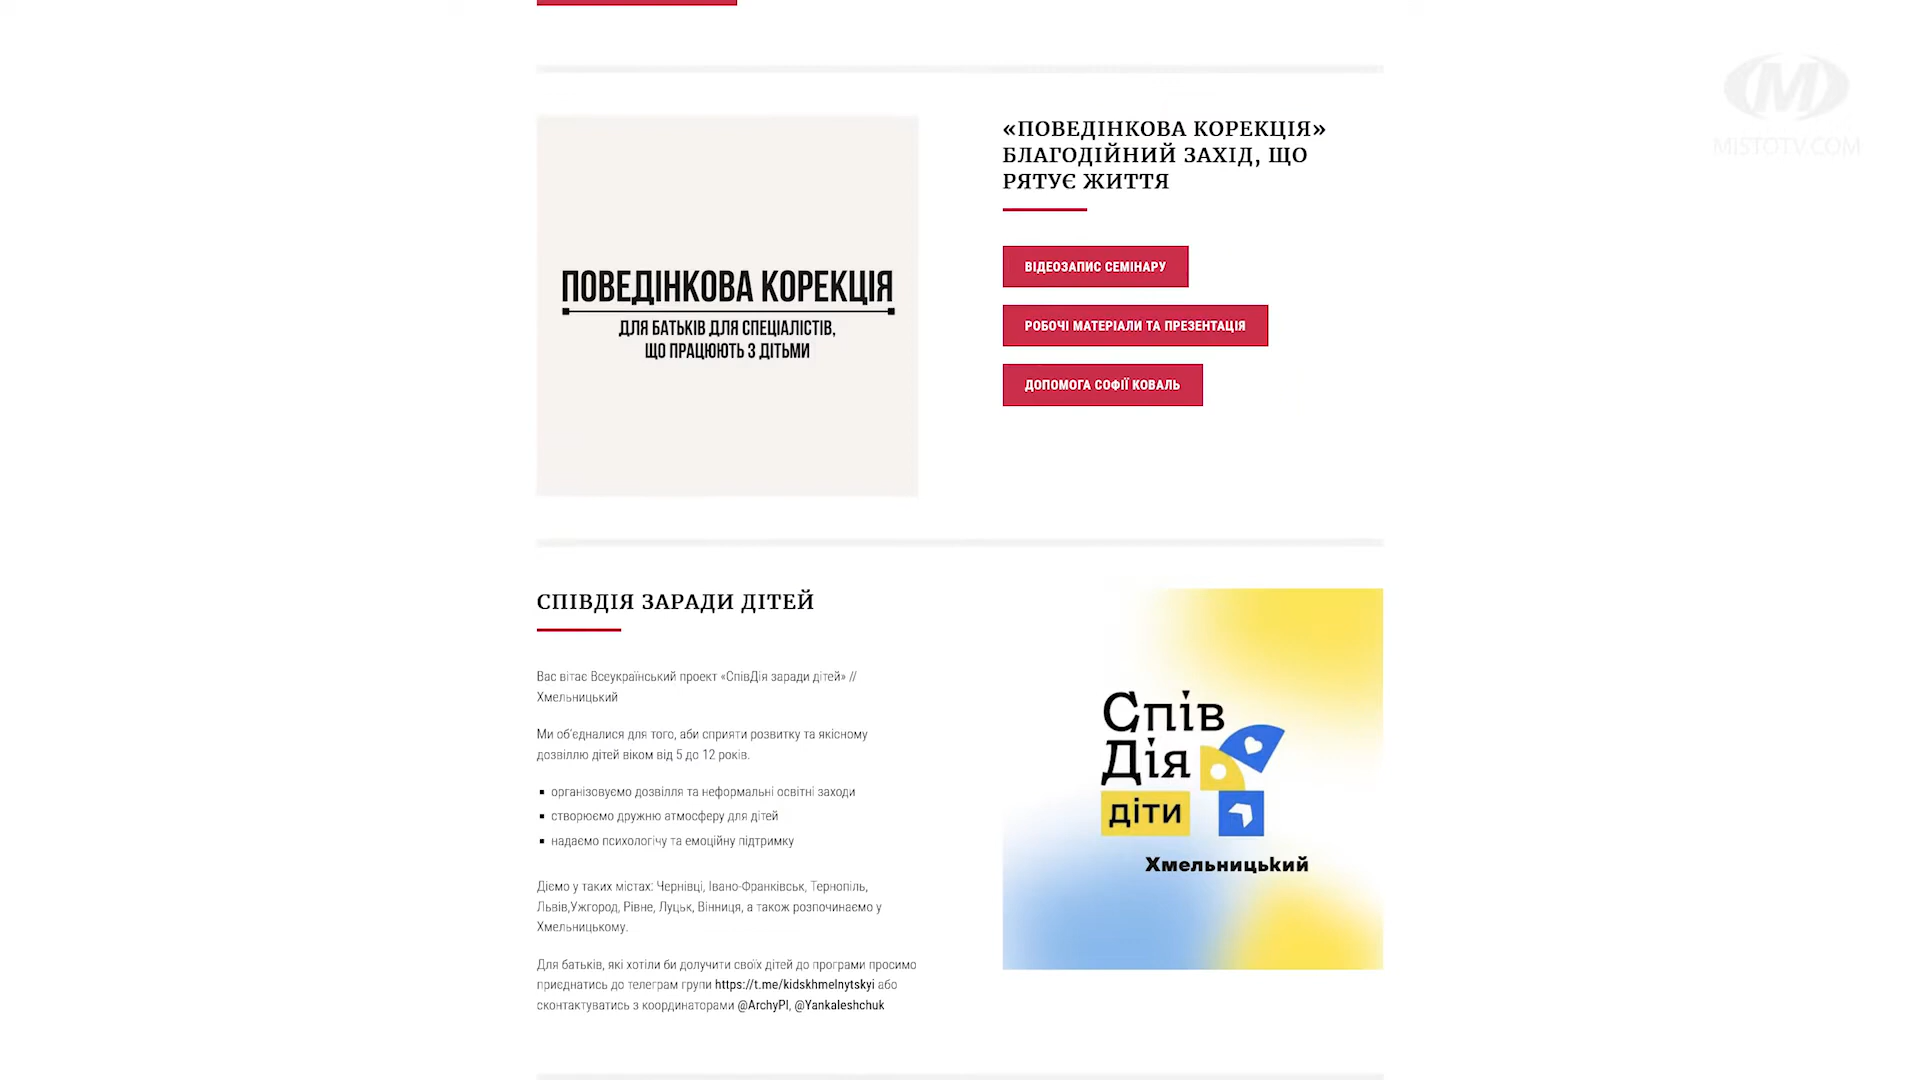 MISTOTV.COM
ПОВЕДІНКОВА КОРЕКЦІЯ
ДЛЯ БАТЬКІВ ДЛЯ СПЕЦІАЛІСТІВ,
ЩО ПРАЦЮЮТЬ З ДІТЬМИ
«ПОВЕДІНКОВА КОРЕКЦІЯ»
БЛАГОДІЙНИЙ ЗАХІД, ЩО
РЯТУЄ ЖИТТЯ
ВІДЕОЗАПИС СЕМІНАРУ
РОБОЧІ МАТЕРІАЛИ ТА ПРЕЗЕНТАЦІЯ
ДОПОМОГА СОФІЇ КОВАЛЬ
СПІВДІЯ ЗАРАДИ ДІТЕЙ
Вас вітає Всеукраїнський проект «СпівДія заради дітей» //
Хмельницький
Ми об’єдналися для того, аби сприяти розвитку та якісному
дозвіллю дітей віком від 5 до 12 років.
організовуємо дозвілля та неформальні освітні заходи
створюємо дружню атмосферу для дітей
надаємо психологічу та емоційну підтримку
Діємо у таких містах: Чернівці, Івано-Франківськ, Тернопіль,
Львів,Ужгород, Рівне, Луцьк, Вінниця, а також розпочинаємо у
Хмельницькому.
Для батьків, які хотіли би долучити своїх дітей до програми просимо
приєднатись до телеграм групи https://t.me/kidskhmelnytskyi або
сконтактуватись з координаторами @ArchyPl, @Yankaleshchuk
Спів
Дія
діти
Хмельницький